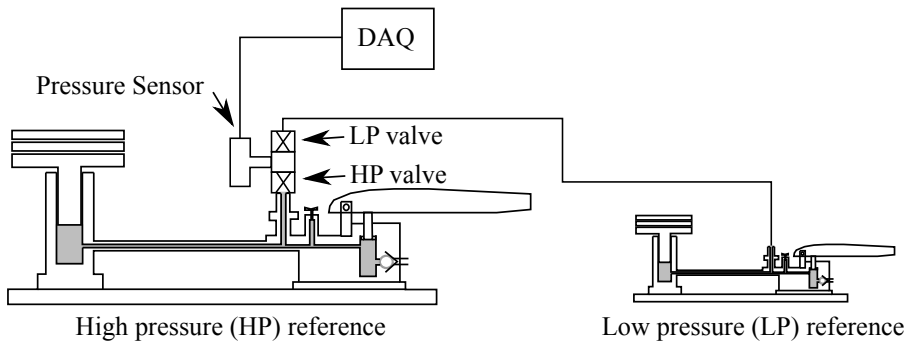 DAQ
Pressure Sensor
LP valve
HP valve
High pressure (HP) reference
Low pressure (LP) reference